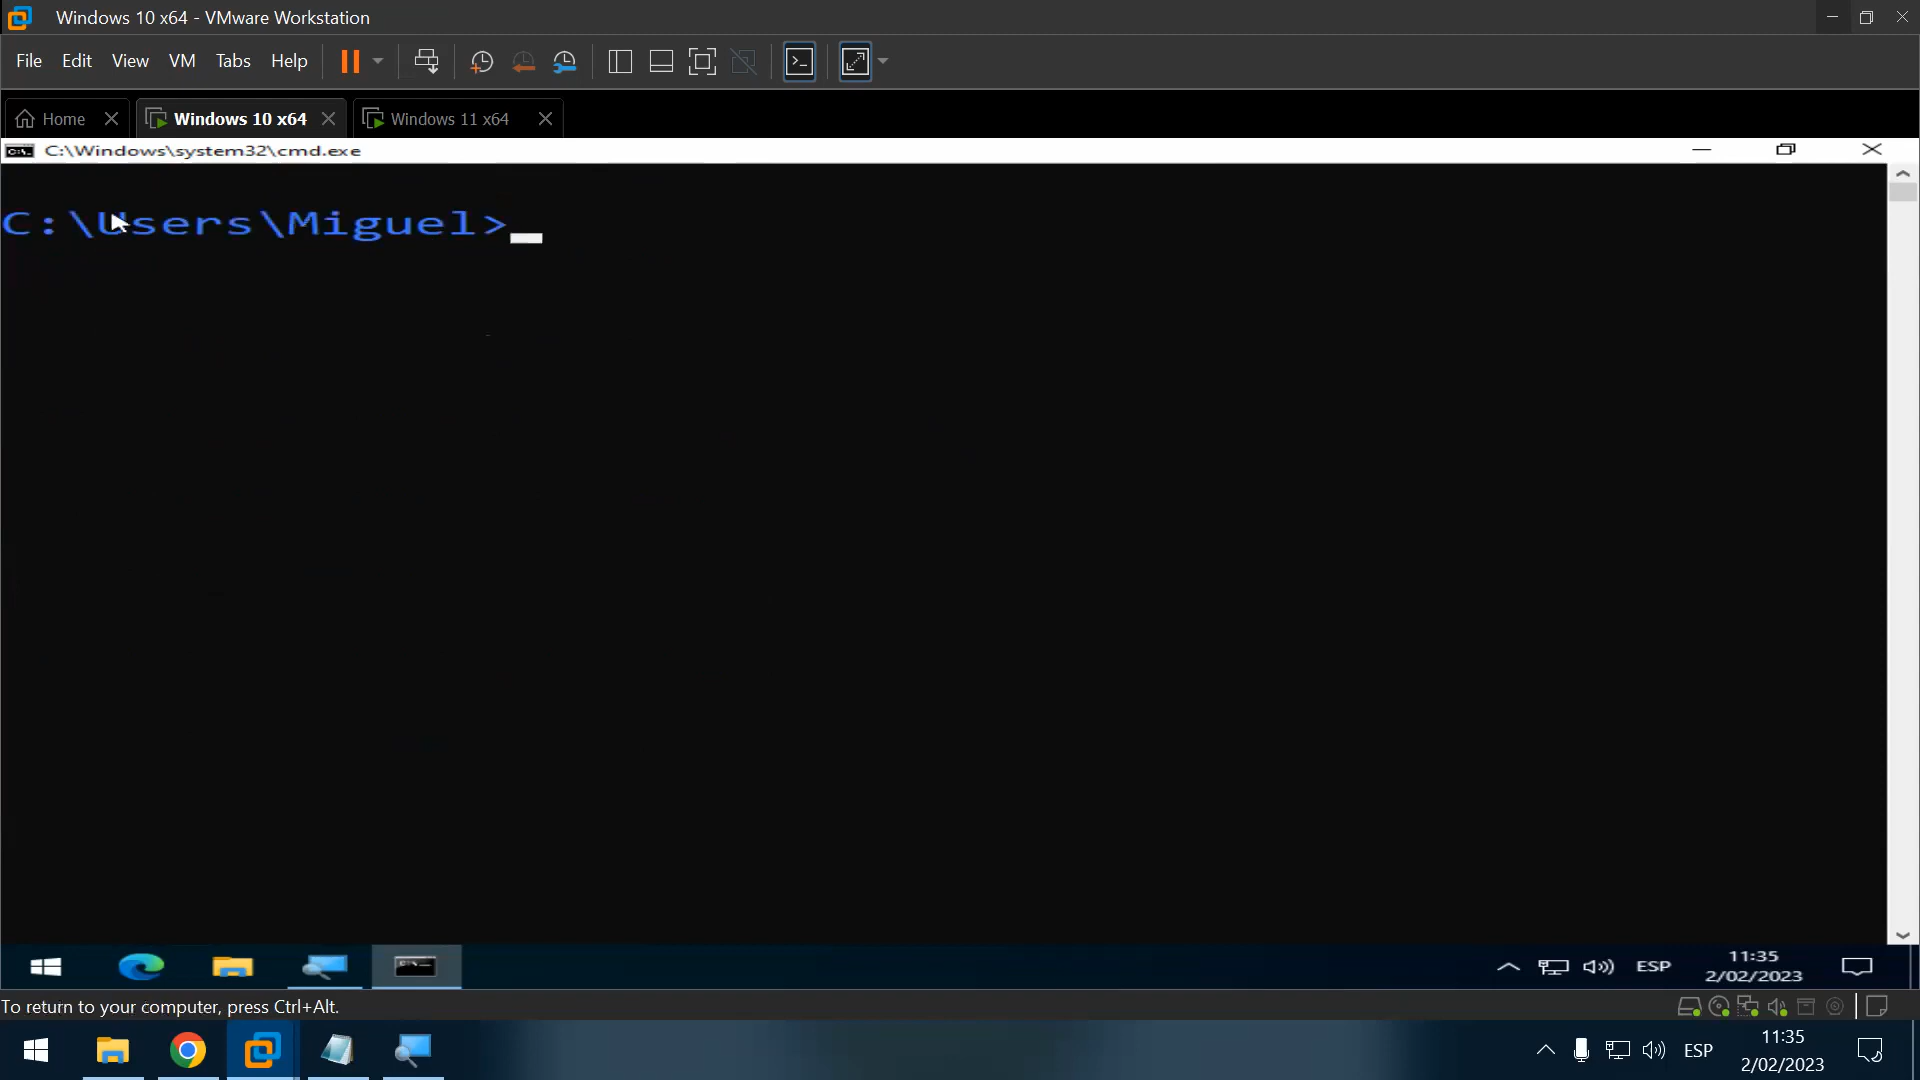 Windows 10 x64 - VMware Workstation
File Edit View VM Tabs Help
Home Windows 10 x64 Windows 11 x64
C:\Windows\system32\cmd.exe
C:\Users\Miguel>
ESP 11:35
2/02/2023
To return to your computer, press Ctrl+Alt.
ESP 11:35
2/02/2023